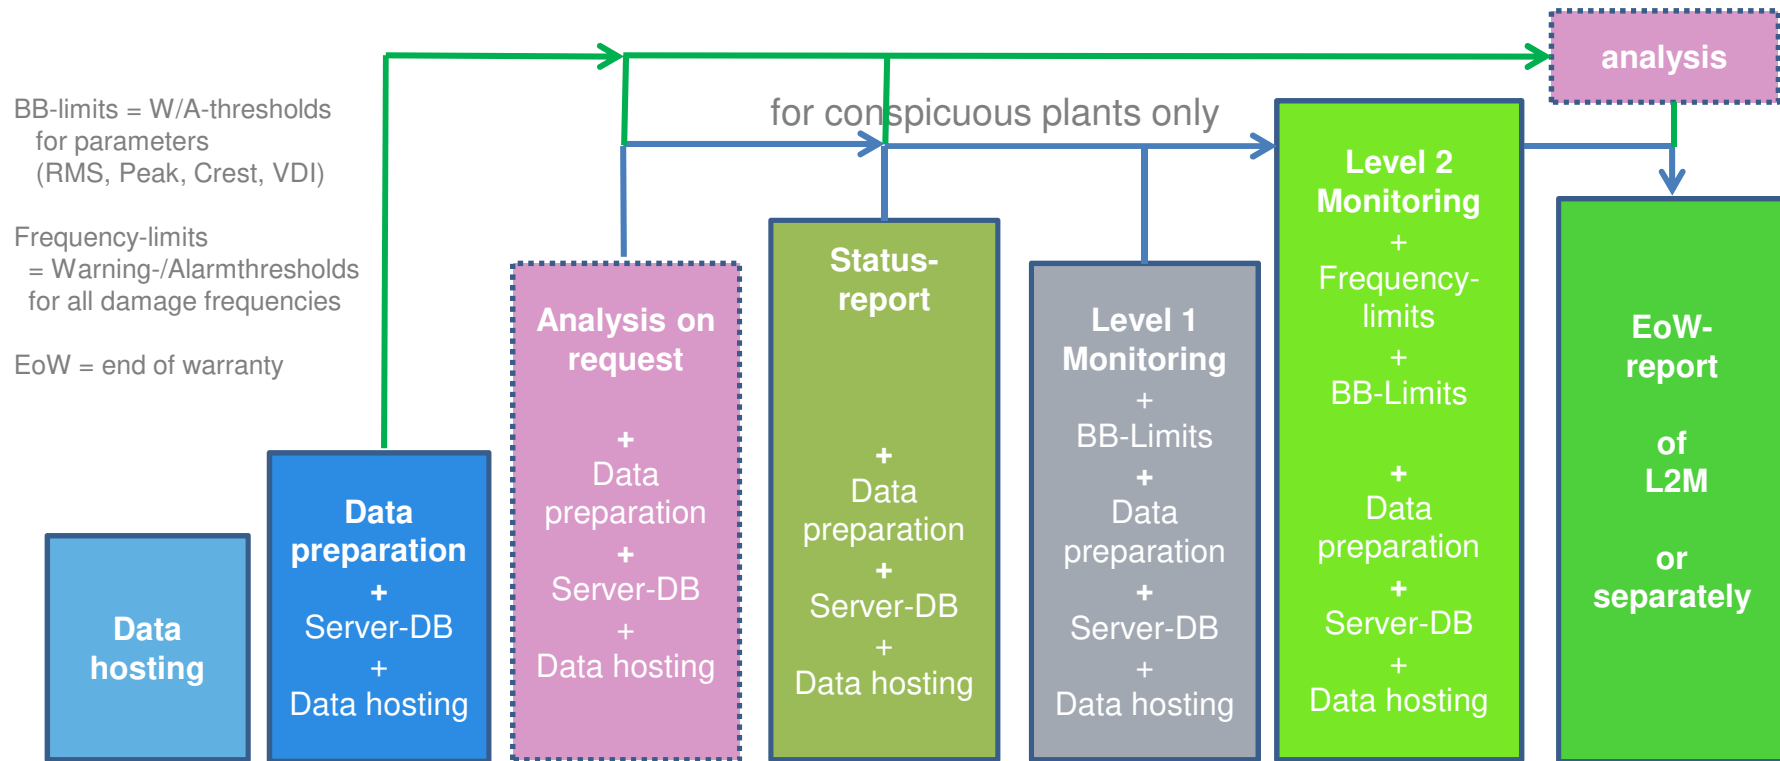 analysis
for conspicuous plants only
BB-limits = W/A-thresholds
for parameters
(RMS, Peak, Crest, VDI)
Frequency-limits
= Warning-/Alarmthresholds
for all damage frequencies
EoW = end of warranty
Data
hosting
Data
preparation
+
Server-DB
+
Data hosting
Analysis on
request
+
Data
preparation
+
Server-DB
+
Data hosting
Status-
report
+
Data
preparation
+
Server-DB
+
Data hosting
Level 1
Monitoring
+
BB-Limits
+
Data
preparation
+
Server-DB
+
Data hosting
Level 2
Monitoring
+
Frequency-
limits
+
BB-Limits
+
Data
preparation
+
Server-DB
+
Data hosting
EoW-
report
of
L2M
or
separately